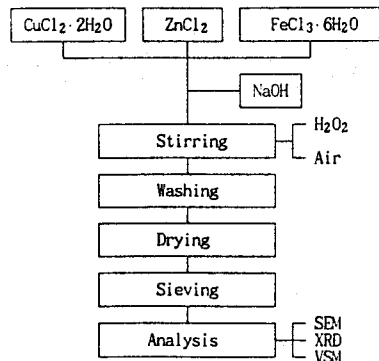 CuCl₂·2H₂O ZnCl₂ FeCl₃·6H₂O
NaOH
H₂O₂
Stirring
Air
Washing
Drying
Sieving
SEM
Analysis XRD
VSM